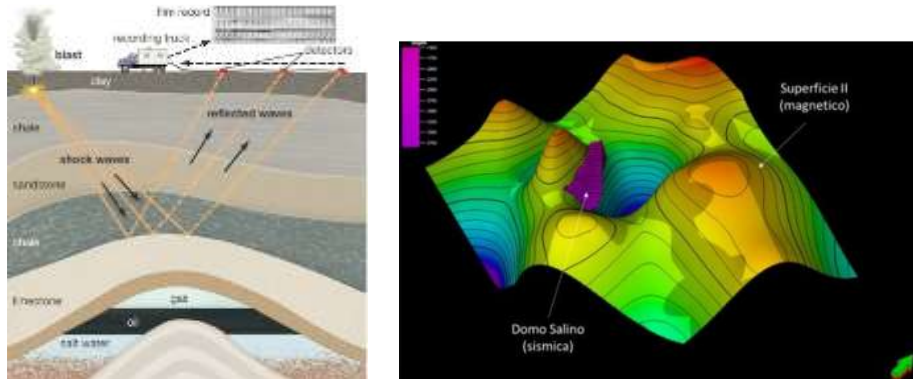 film record
recording truck
blast
detectors
clay
reflected waves
shale
shock waves
sandstone
shale
limestone
gas
oil
salt water
Superficie II
(magnetico)
Domo Salino
(sísmica)